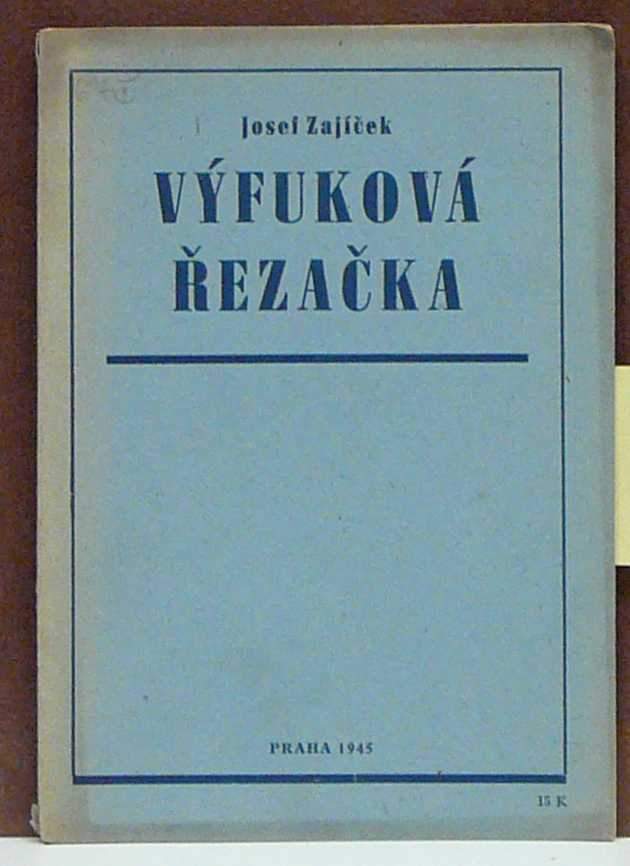 Josef Zajíček
VÝFUKOVÁ
ŘEZAČKA
PRAHA 1945
15 K